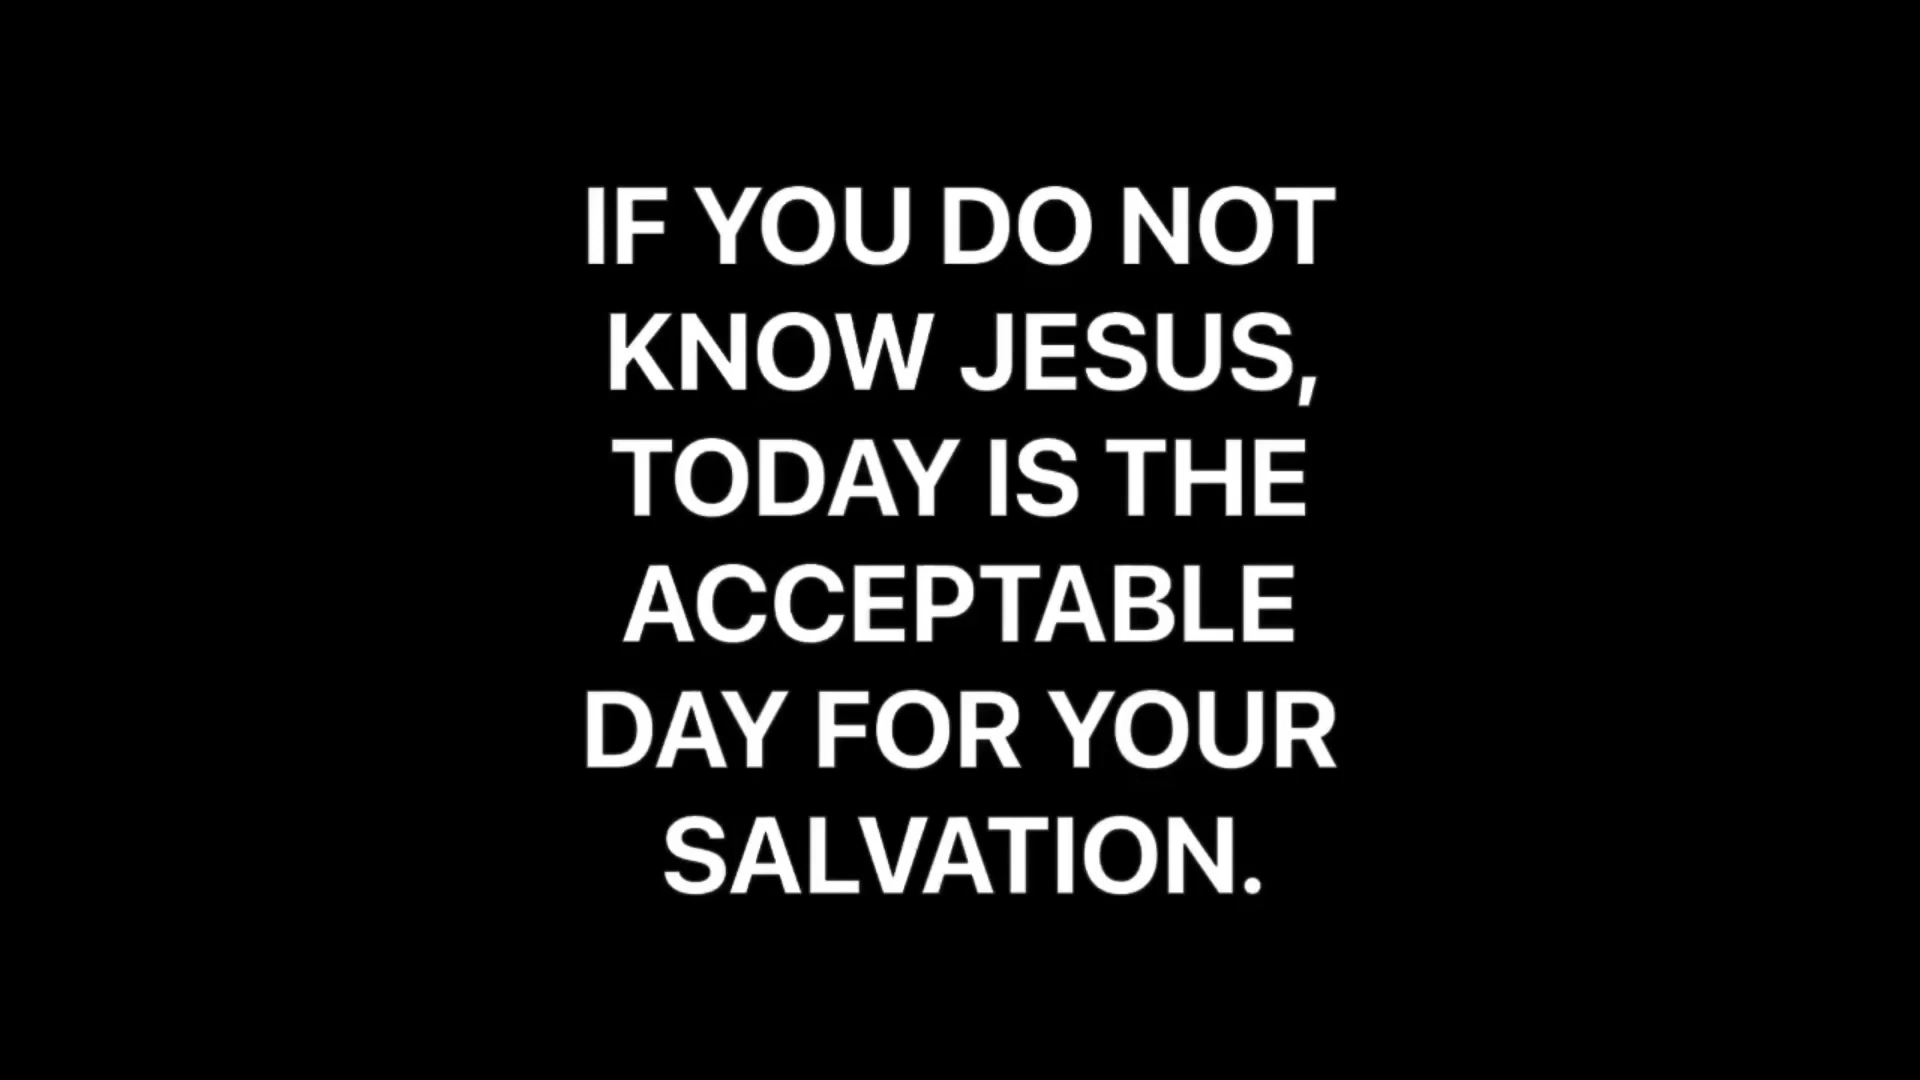 IF YOU DO NOT
KNOW JESUS,
TODAY IS THE
ACCEPTABLE
DAY FOR YOUR
SALVATION.